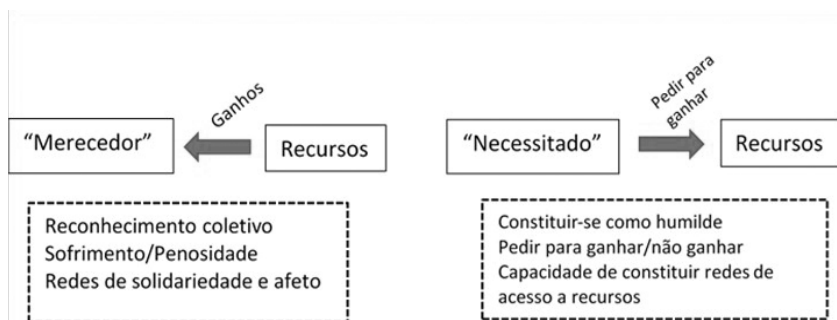 Ganhos
“Merecedor”
Recursos
Reconhecimento coletivo
Sofrimento/Penosidade
Redes de solidariedade e afeto
Pedir para
ganhar
“Necessitado”
Recursos
Constituir-se como humilde
Pedir para ganhar/não ganhar
Capacidade de constituir redes de
acesso a recursos